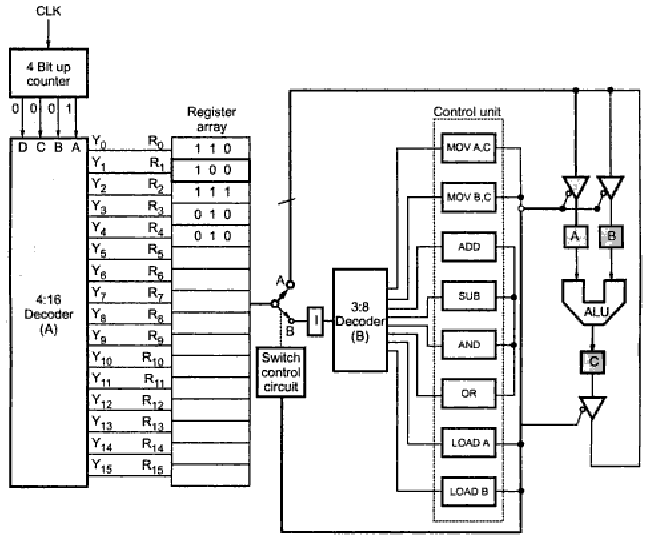 CLK
4 Bit up
counter
0 0 0 1
D C B A
4:16
Decoder
(A)
Register
array
Y0 R0 1 1 0
Y1 R1 1 0 0
Y2 R2 1 1 1
Y3 R3 0 1 0
Y4 R4 0 1 0
Y5 R5
Y6 R6
Y7 R7
Y8 R8
Y9 R9
Y10 R10
Y11 R11
Y12 R12
Y13 R13
Y14 R14
Y15 R15
A
B
I
Switch
control
circuit
3:8
Decoder
(B)
Control unit
MOV A,C
MOV B,C
ADD
SUB
AND
OR
LOAD A
LOAD B
A
B
ALU
C